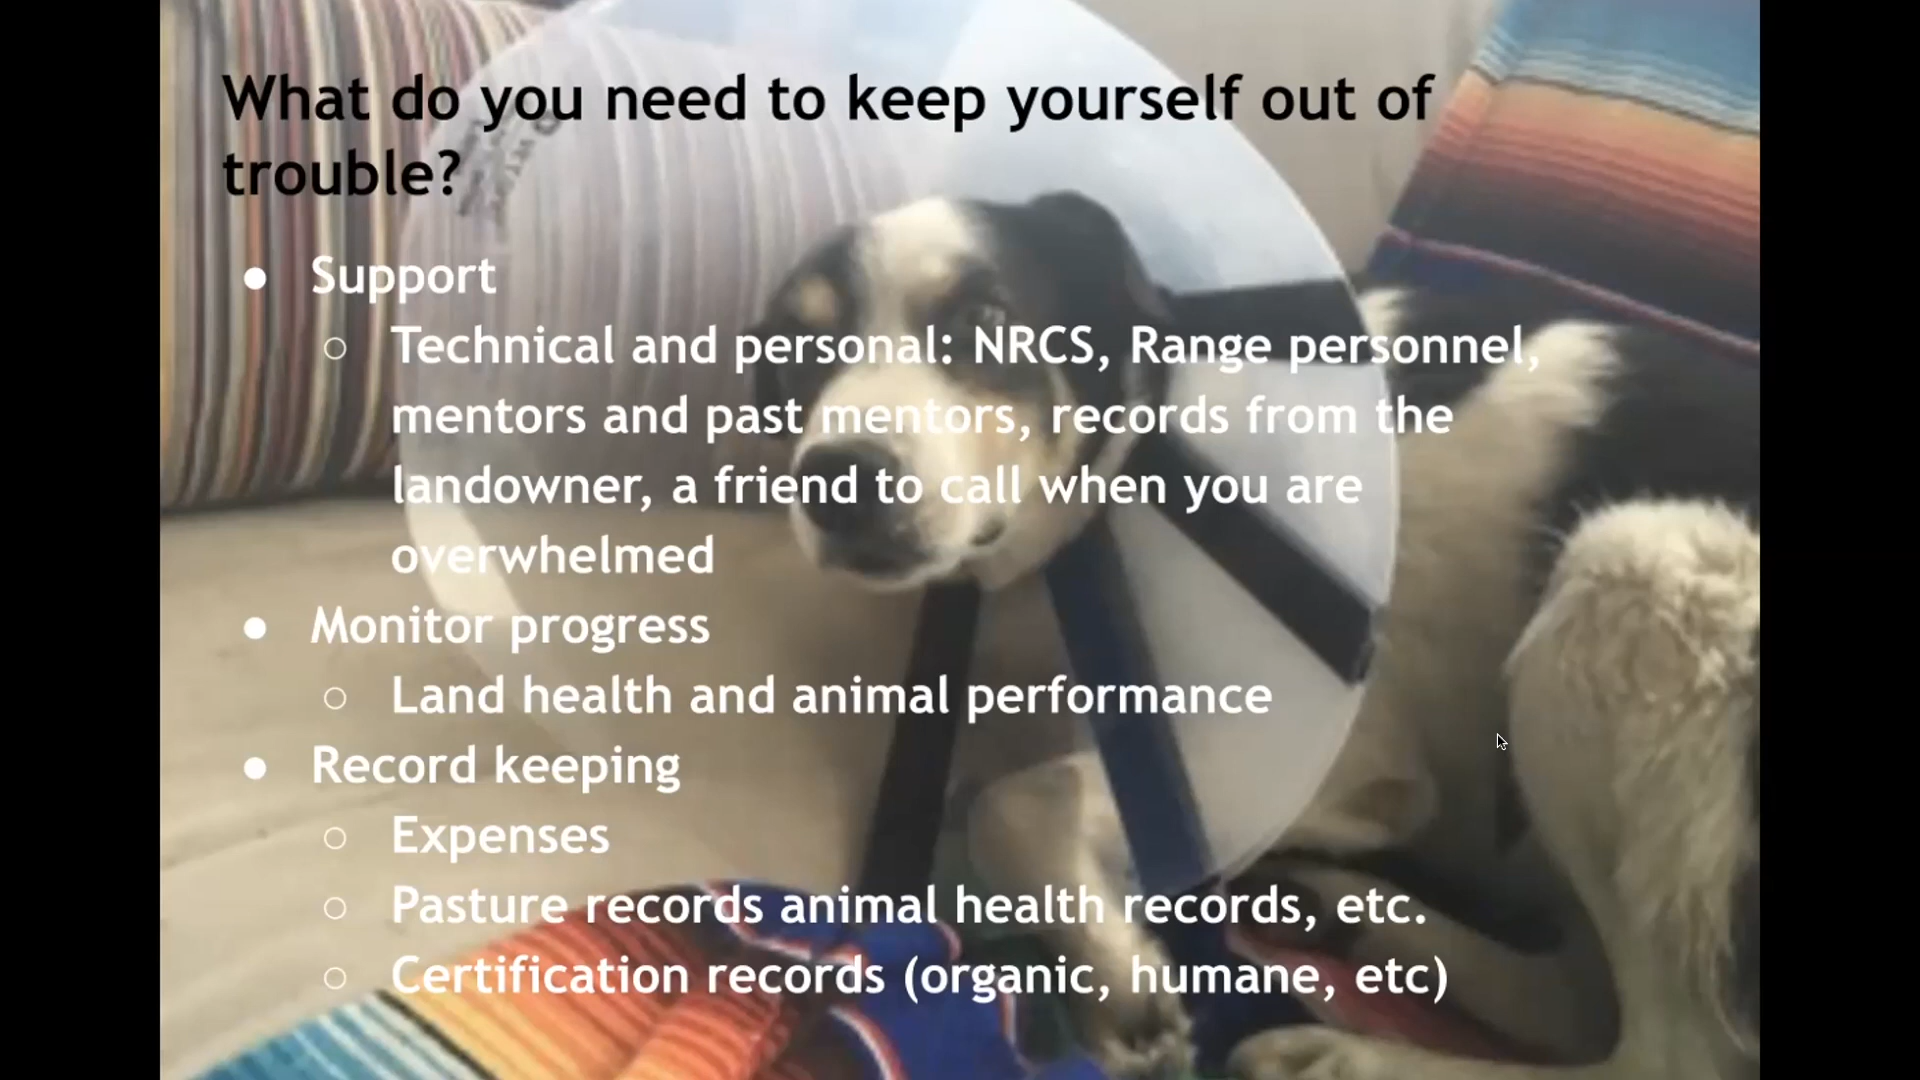 What do you need to keep yourself out of
trouble?
● Support
○ Technical and personal: NRCS, Range personnel,
mentors and past mentors, records from the
landowner, a friend to call when you are
overwhelmed
● Monitor progress
○ Land health and animal performance
● Record keeping
○ Expenses
○ Pasture records animal health records, etc.
○ Certification records (organic, humane, etc)